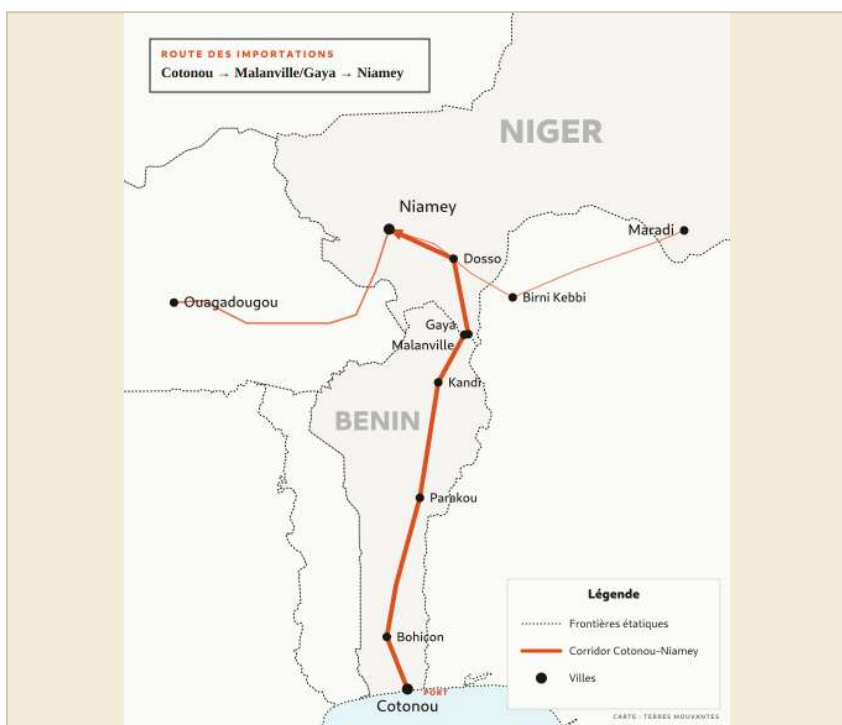 ROUTE DES IMPORTATIONS
Cotonou → Malanville/Gaya → Niamey
NIGER
Niamey
Maradi
Dosso
Birni Kebbi
Ouagadougou
Gaya
Malanville
Kandi
BENIN
Parakou
Légende
Frontières étatiques
Bohicon
Corridor Cotonou-Niamey
Villes
PORT
Cotonou
CARTE : TERRES MOUVANTES